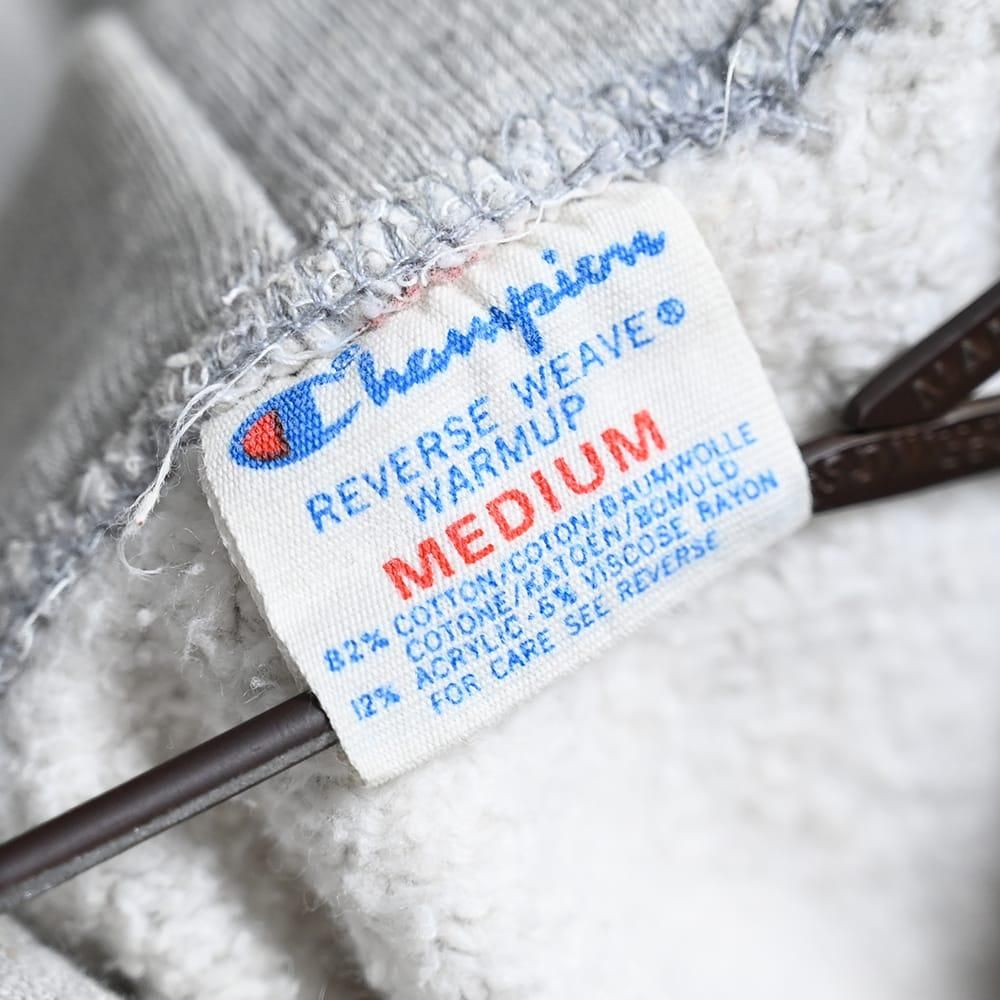 Champion
REVERSE WEAVE®
WARMUP
MEDIUM
82% COTTON/COTON/BAUMWOLLE
COTONE/KATOEN/BOMULD
12% ACRYLIC·6% VISCOSE RAYON
FOR CARE SEE REVERSE